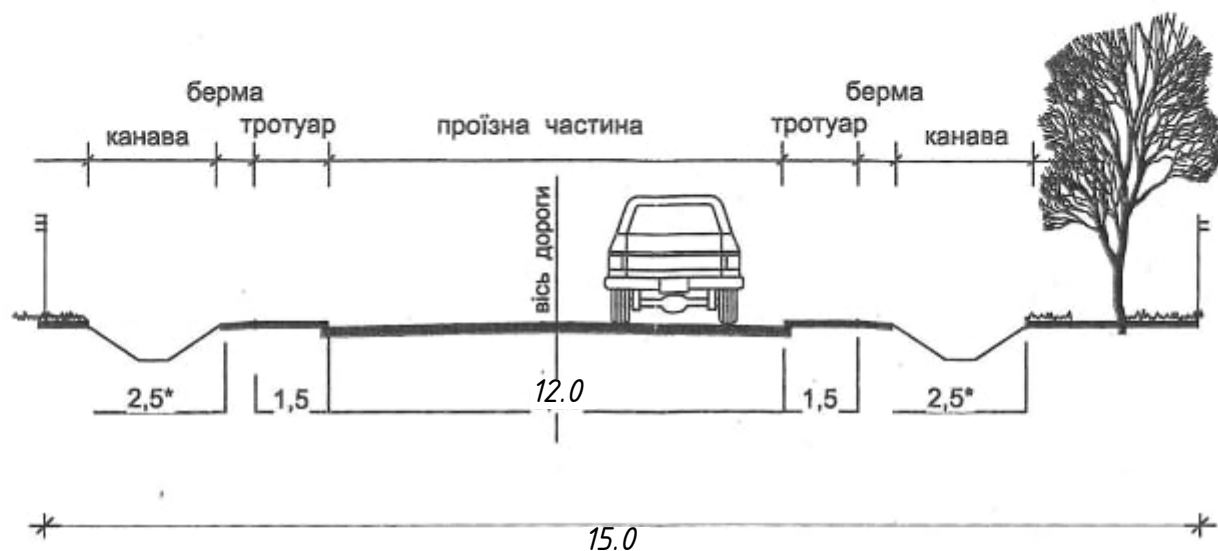 берма берма
канава тротуар проїзна частина тротуар канава
вісь дороги
2,5* 1,5 12.0 1,5 2,5*
15.0